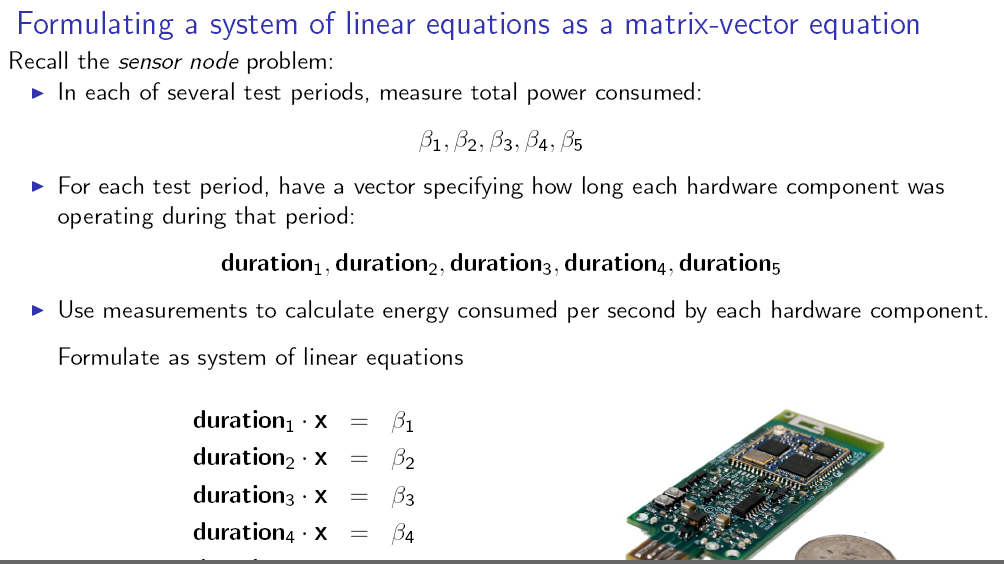 Formulating a system of linear equations as a matrix-vector equation
Recall the sensor node problem:
▶ In each of several test periods, measure total power consumed:
β₁, β₂, β₃, β₄, β₅
▶ For each test period, have a vector specifying how long each hardware component was
operating during that period:
duration₁, duration₂, duration₃, duration₄, duration₅
▶ Use measurements to calculate energy consumed per second by each hardware component.
Formulate as system of linear equations
duration₁ · x = β₁
duration₂ · x = β₂
duration₃ · x = β₃
duration₄ · x = β₄